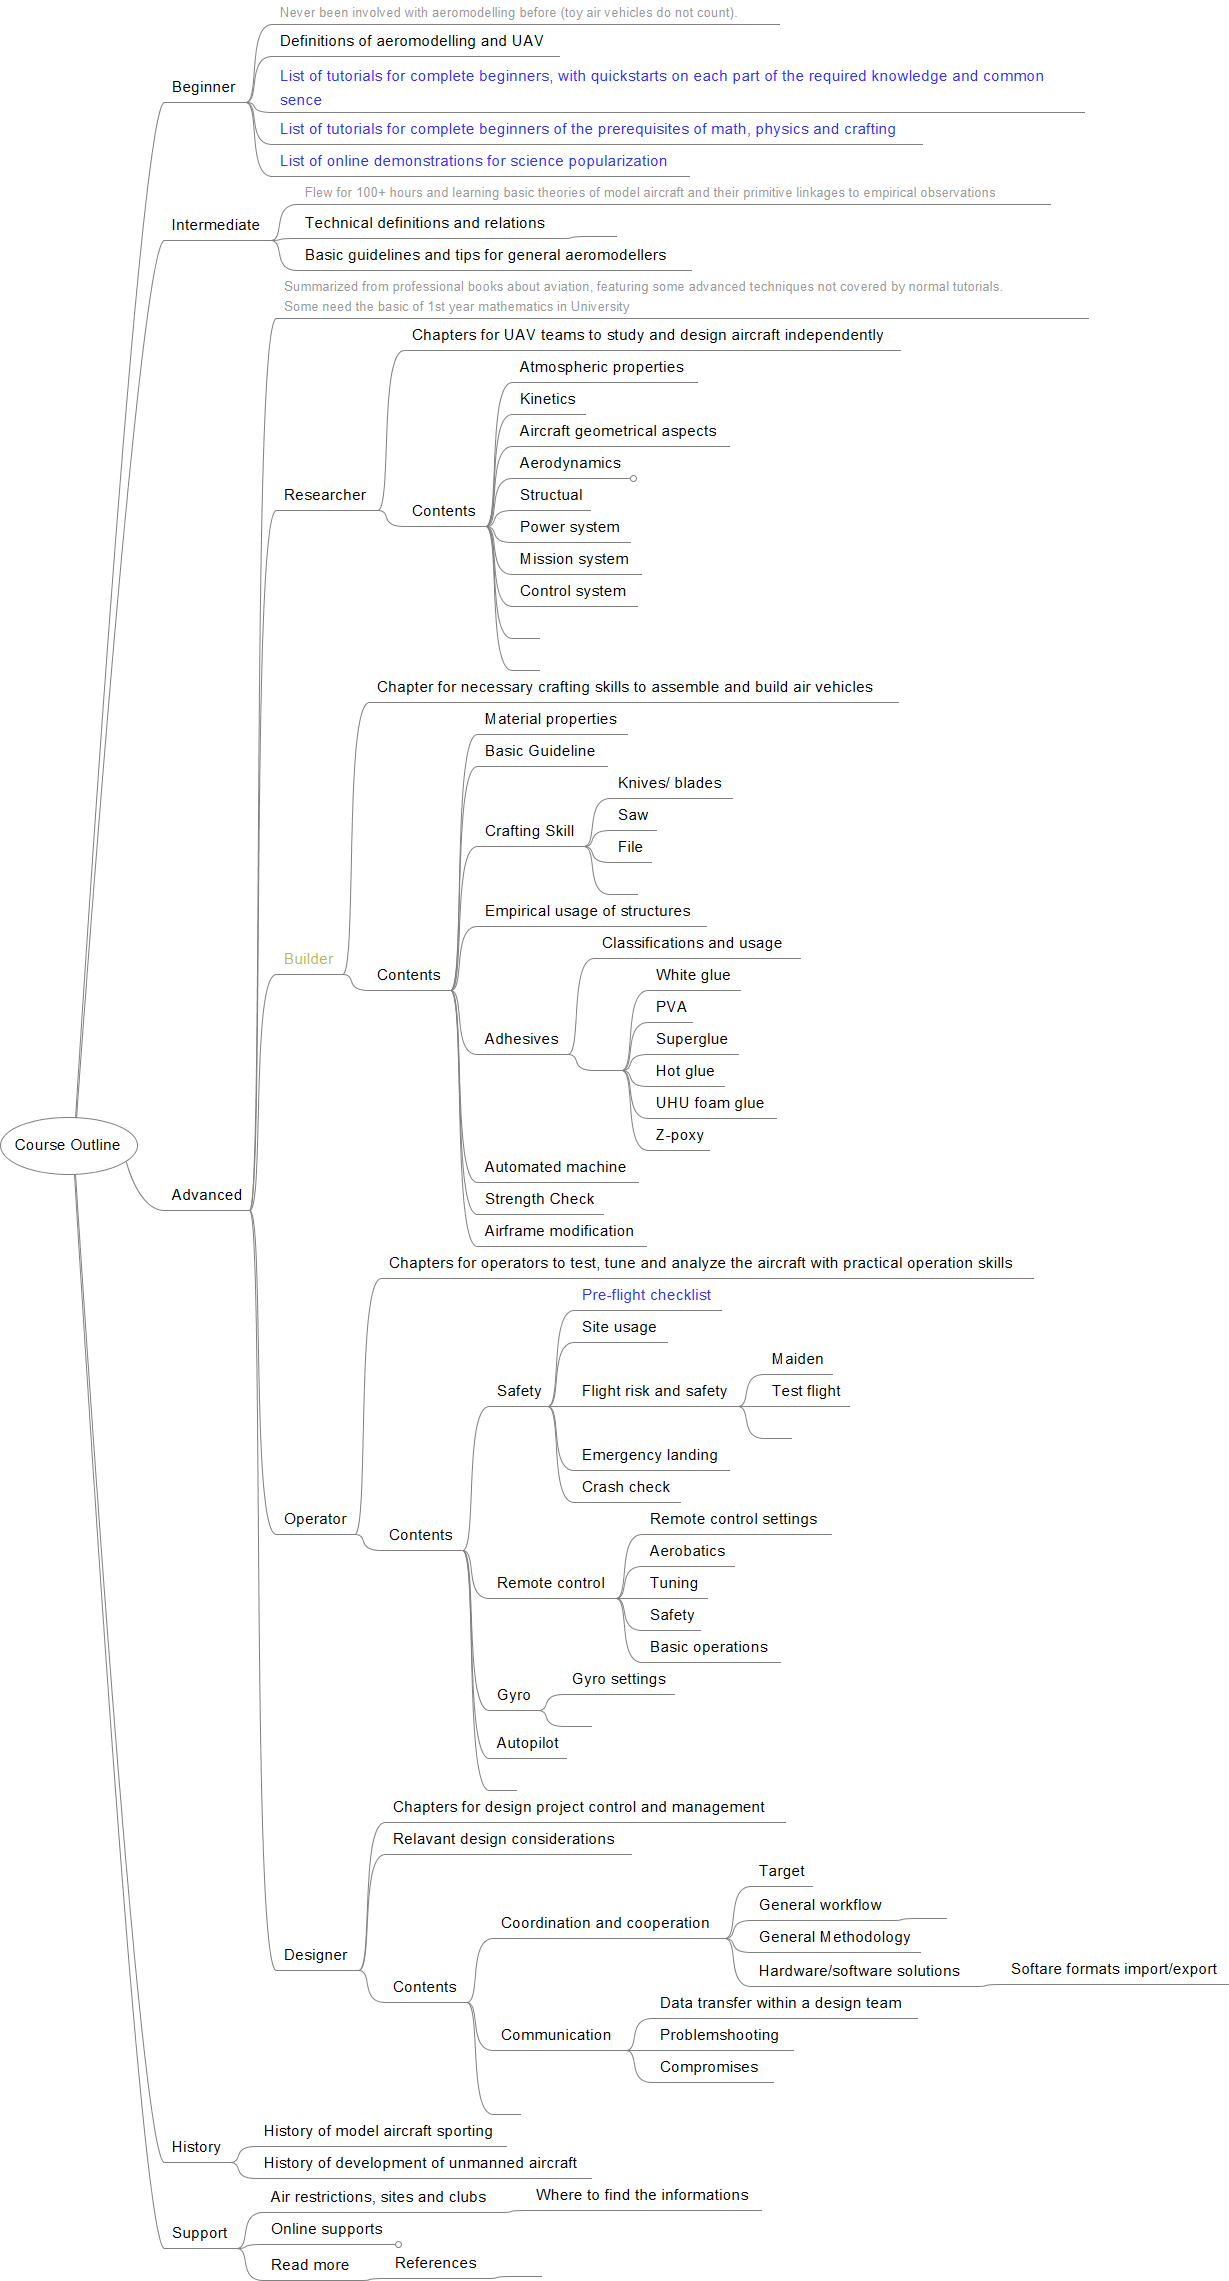 Never been involved with aeromodelling before (toy air vehicles do not count).
Definitions of aeromodelling and UAV
Beginner
List of tutorials for complete beginners, with quickstarts on each part of the required knowledge and common
sence
List of tutorials for complete beginners of the prerequisites of math, physics and crafting
List of online demonstrations for science popularization
Flew for 100+ hours and learning basic theories of model aircraft and their primitive linkages to empirical observations
Intermediate
Technical definitions and relations
Basic guidelines and tips for general aeromodellers
Summarized from professional books about aviation, featuring some advanced techniques not covered by normal tutorials.
Some need the basic of 1st year mathematics in University
Chapters for UAV teams to study and design aircraft independently
Atmospheric properties
Kinetics
Aircraft geometrical aspects
Aerodynamics
Researcher
Structual
Contents
Power system
Mission system
Control system
Chapter for necessary crafting skills to assemble and build air vehicles
Material properties
Basic Guideline
Knives/ blades
Crafting Skill
Saw
File
Empirical usage of structures
Classifications and usage
Builder
Contents
White glue
PVA
Adhesives
Superglue
Hot glue
UHU foam glue
Z-poxy
Course Outline
Automated machine
Advanced
Strength Check
Airframe modification
Chapters for operators to test, tune and analyze the aircraft with practical operation skills
Pre-flight checklist
Site usage
Maiden
Safety
Flight risk and safety
Test flight
Emergency landing
Crash check
Operator
Contents
Remote control settings
Aerobatics
Remote control
Tuning
Safety
Basic operations
Gyro
Gyro settings
Autopilot
Chapters for design project control and management
Relavant design considerations
Target
General workflow
Coordination and cooperation
General Methodology
Designer
Hardware/software solutions
Softare formats import/export
Contents
Data transfer within a design team
Communication
Problemshooting
Compromises
History of model aircraft sporting
History
History of development of unmanned aircraft
Air restrictions, sites and clubs
Where to find the informations
Support
Online supports
Read more
References